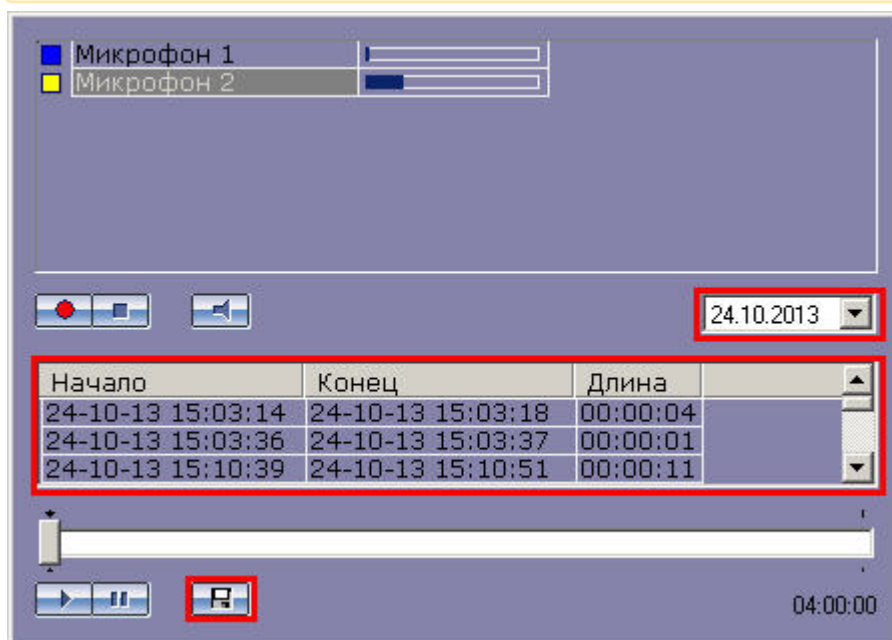 Микрофон 1
Микрофон 2
24.10.2013
Начало Конец Длина
24-10-13 15:03:14 24-10-13 15:03:18 00:00:04
24-10-13 15:03:36 24-10-13 15:03:37 00:00:01
24-10-13 15:10:39 24-10-13 15:10:51 00:00:11
04:00:00